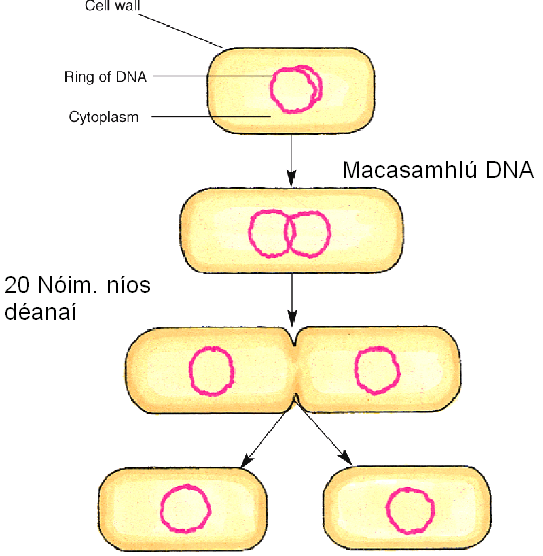 Cell wall
Ring of DNA
Cytoplasm
Macasamhlú DNA
20 Nóim. níos
déanaí